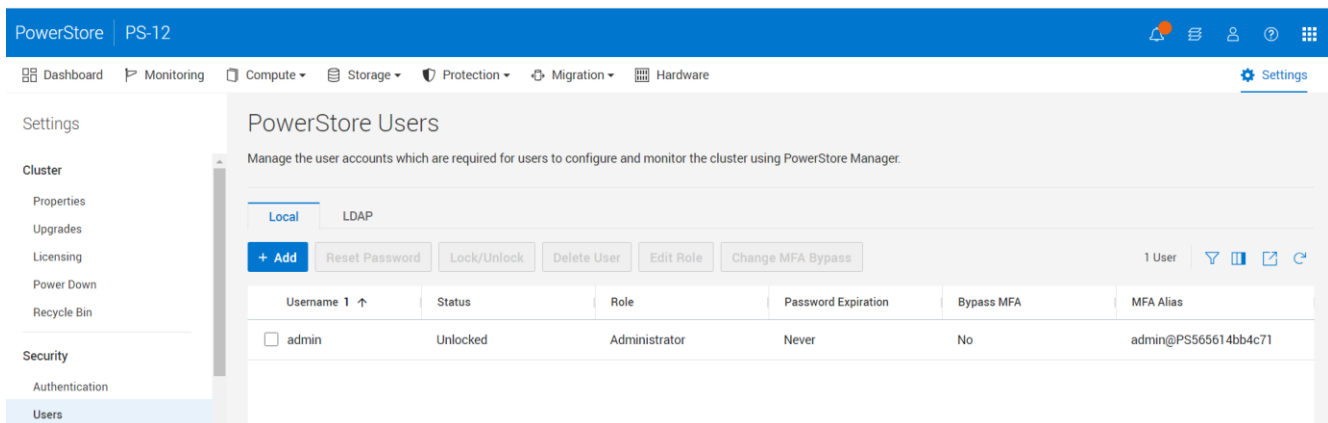 PowerStore PS-12
Dashboard Monitoring Compute Storage Protection Migration Hardware Settings
Settings
Cluster
Properties
Upgrades
Licensing
Power Down
Recycle Bin
Security
Authentication
Users
PowerStore Users
Manage the user accounts which are required for users to configure and monitor the cluster using PowerStore Manager.
Local LDAP
+ Add Reset Password Lock/Unlock Delete User Edit Role Change MFA Bypass 1 User
Username 1 ↑ Status Role Password Expiration Bypass MFA MFA Alias
admin Unlocked Administrator Never No admin@PS565614bb4c71